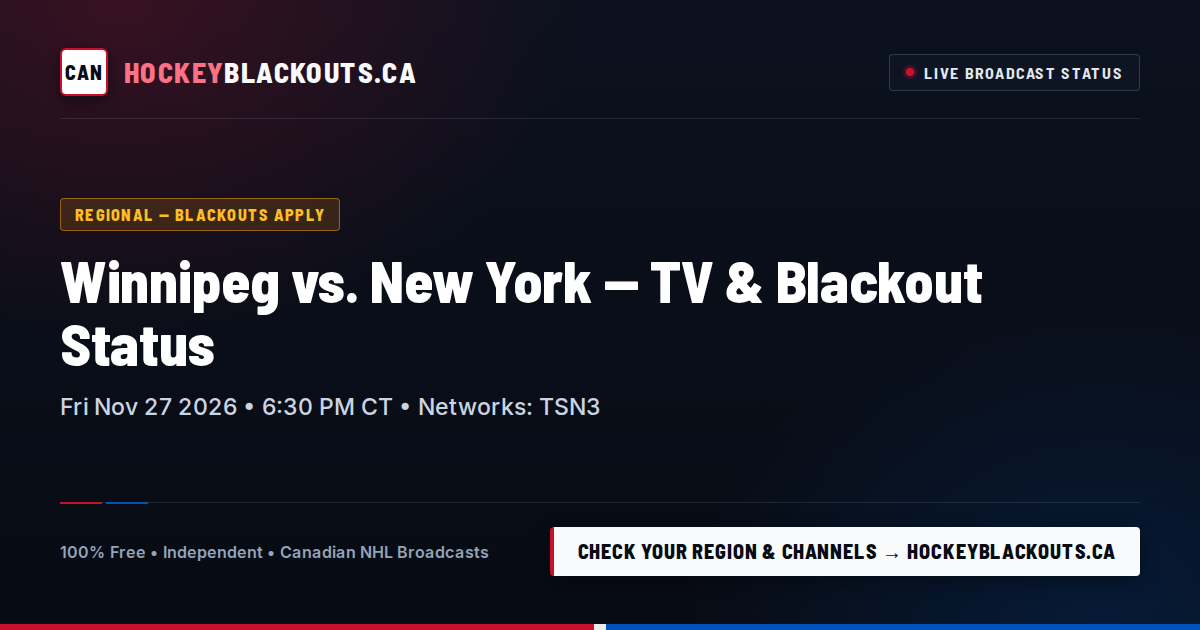 CAN
HOCKEYBLACKOUTS.CA
LIVE BROADCAST STATUS
REGIONAL — BLACKOUTS APPLY
Winnipeg vs. New York — TV & Blackout
Status
Fri Nov 27 2026 • 6:30 PM CT • Networks: TSN3
100% Free • Independent • Canadian NHL Broadcasts
CHECK YOUR REGION & CHANNELS → HOCKEYBLACKOUTS.CA